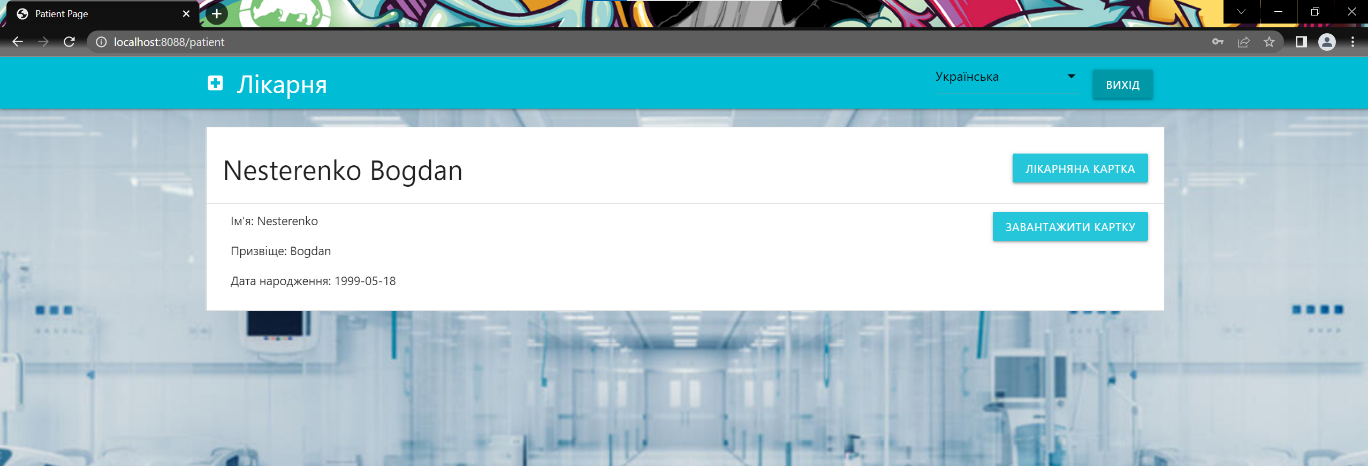 Patient Page
localhost:8088/patient
Лікарня
Українська
ВИХІД
Nesterenko Bogdan
ЛІКАРНЯНА КАРТКА
Ім'я: Nesterenko
ЗАВАНТАЖИТИ КАРТКУ
Призвіще: Bogdan
Дата народження: 1999-05-18